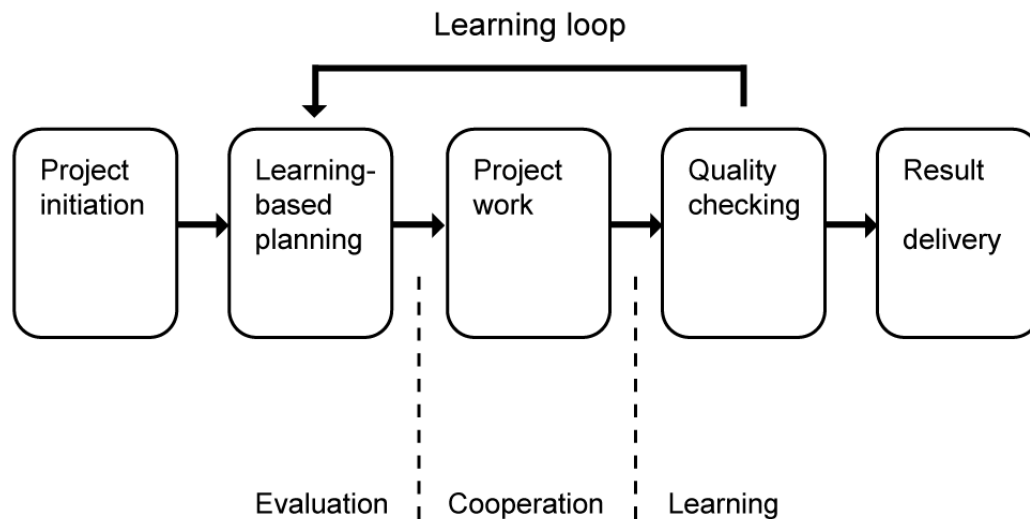 Learning loop
Project
initiation
Learning-
based
planning
Project
work
Quality
checking
Result
delivery
Evaluation
Cooperation
Learning